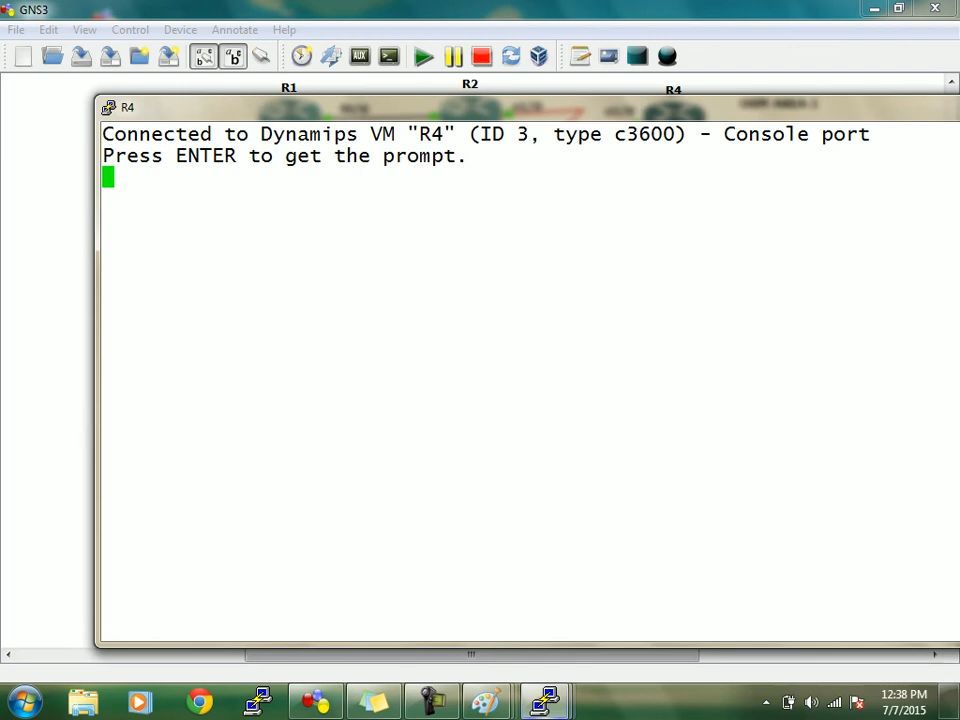 GNS3
File Edit View Control Device Annotate Help
AUX
R1 R2 R4
R4
Connected to Dynamips VM "R4" (ID 3, type c3600) - Console port
Press ENTER to get the prompt.
12:38 PM
7/7/2015